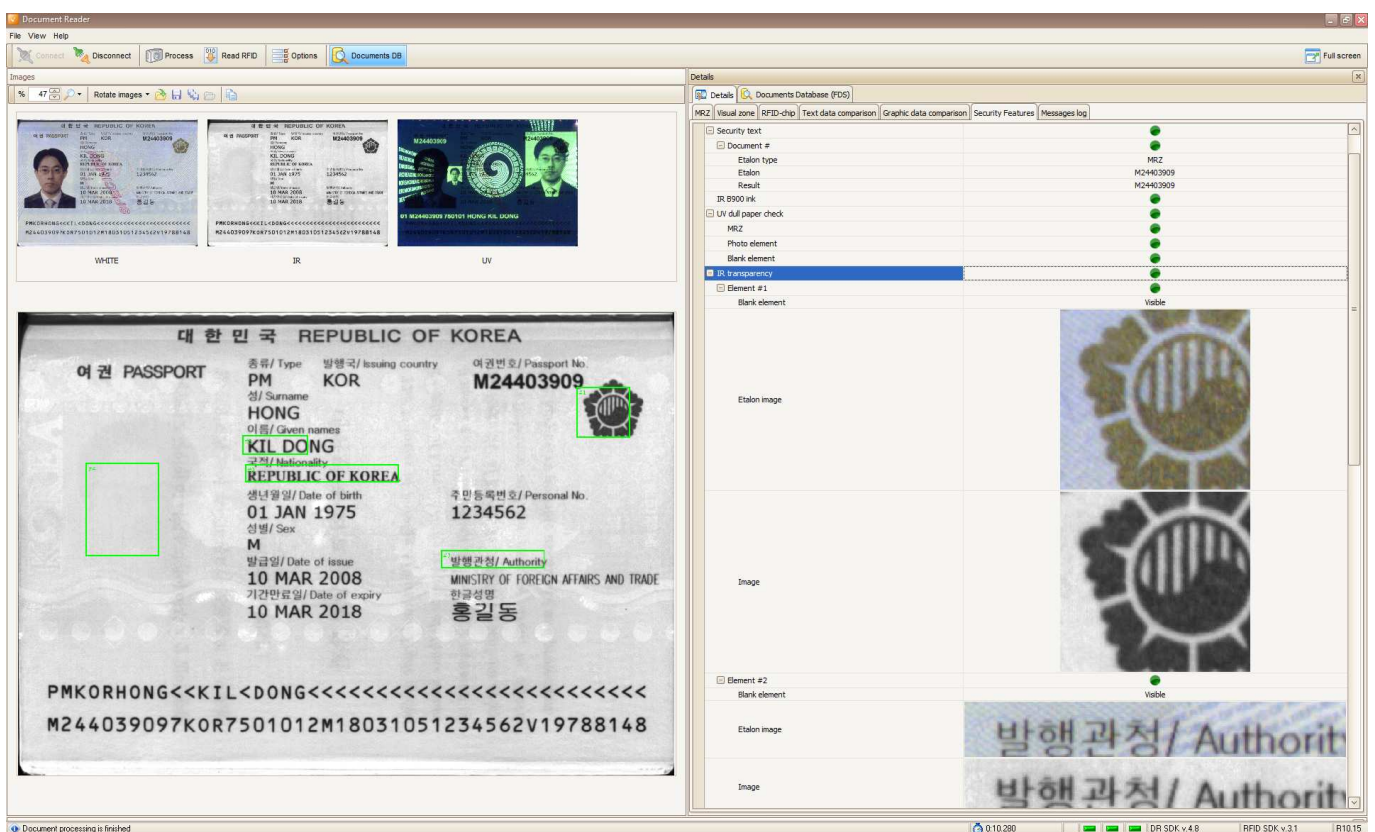 Document Reader
File View Help
Connect Disconnect Process Read RFID Options Documents DB Full screen
Images
% 47 Rotate images
WHITE IR UV
대한민국 REPUBLIC OF KOREA
여권 PASSPORT
종류/ Type 발행국/ Issuing country 여권번호/ Passport No.
PM KOR M24403909
성/ Surname
HONG
이름/ Given names
KIL DONG
국적/ Nationality
REPUBLIC OF KOREA
생년월일/ Date of birth 주민등록번호/ Personal No.
01 JAN 1975 1234562
성별/ Sex
M
발급일/ Date of issue 발행관청/ Authority
10 MAR 2008 MINISTRY OF FOREIGN AFFAIRS AND TRADE
기간만료일/ Date of expiry 한글성명
10 MAR 2018 홍길동
PMKORHONG<<KIL<DONG<<<<<<<<<<<<<<<<<<<<<<<<<
M244039097KOR7501012M18031051234562V19788148
Details
Details Documents Database (FDS)
MRZ Visual zone RFID-chip Text data comparison Graphic data comparison Security Features Messages log
Security text
Document #
Etalon type MRZ
Etalon M24403909
Result M24403909
IR B900 ink
UV dull paper check
MRZ
Photo element
Blank element
IR transparency
Element #1
Blank element Visible
Etalon image
Image
Element #2
Blank element Visible
Etalon image 발행관청/ Authorit
Image 발행관청/ Authorit
Document processing is finished 0:10.280 DR SDK v.4.8 RFID SDK v.3.1 R10.15